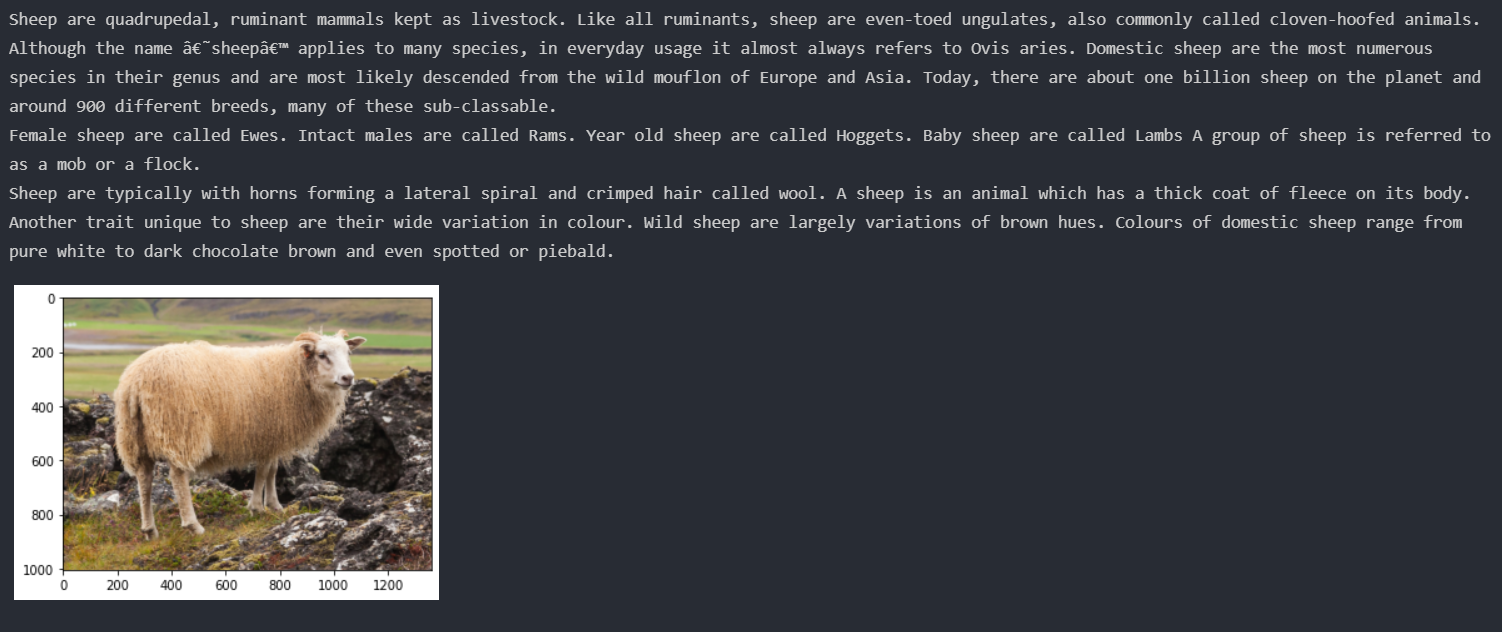 Sheep are quadrupedal, ruminant mammals kept as livestock. Like all ruminants, sheep are even-toed ungulates, also commonly called cloven-hoofed animals.
Although the name â€˜sheepâ€™ applies to many species, in everyday usage it almost always refers to Ovis aries. Domestic sheep are the most numerous
species in their genus and are most likely descended from the wild mouflon of Europe and Asia. Today, there are about one billion sheep on the planet and
around 900 different breeds, many of these sub-classable.
Female sheep are called Ewes. Intact males are called Rams. Year old sheep are called Hoggets. Baby sheep are called Lambs A group of sheep is referred to
as a mob or a flock.
Sheep are typically with horns forming a lateral spiral and crimped hair called wool. A sheep is an animal which has a thick coat of fleece on its body.
Another trait unique to sheep are their wide variation in colour. Wild sheep are largely variations of brown hues. Colours of domestic sheep range from
pure white to dark chocolate brown and even spotted or piebald.
0
200
400
600
800
1000
0 200 400 600 800 1000 1200